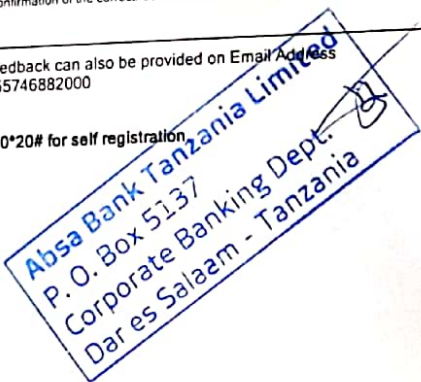 edback can also be provided on Email Address
5746882000
0*20# for self registration
Absa Bank Tanzania Limited
P. O. Box 5137
Corporate Banking Dept.
Dar es Salaam - Tanzania